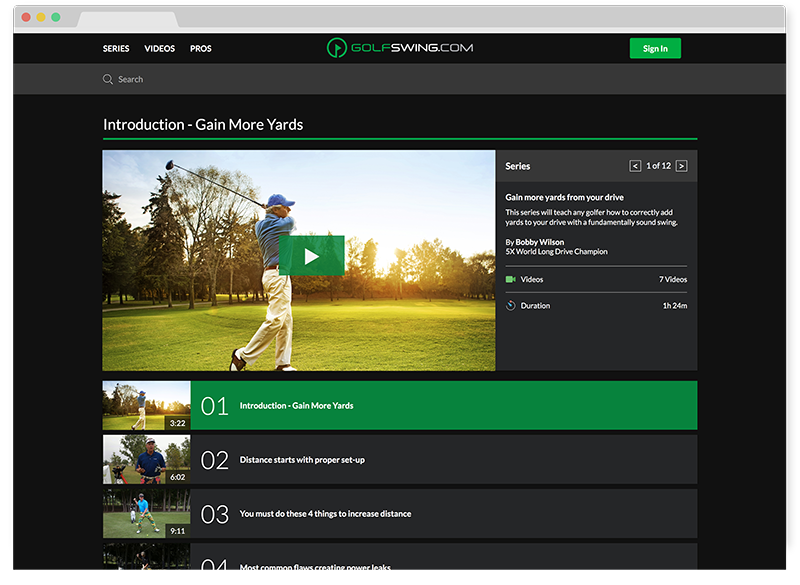 SERIES VIDEOS PROS GOLFSWING.COM Sign In
Search
Introduction - Gain More Yards
Series < 1 of 12 >
Gain more yards from your drive
This series will teach any golfer how to correctly add
yards to your drive with a fundamentally sound swing.
By Bobby Wilson
5X World Long Drive Champion
Videos 7 Videos
Duration 1h 24m
3:22 01 Introduction - Gain More Yards
6:02 02 Distance starts with proper set-up
9:11 03 You must do these 4 things to increase distance
04 Most common flaws creating power leaks